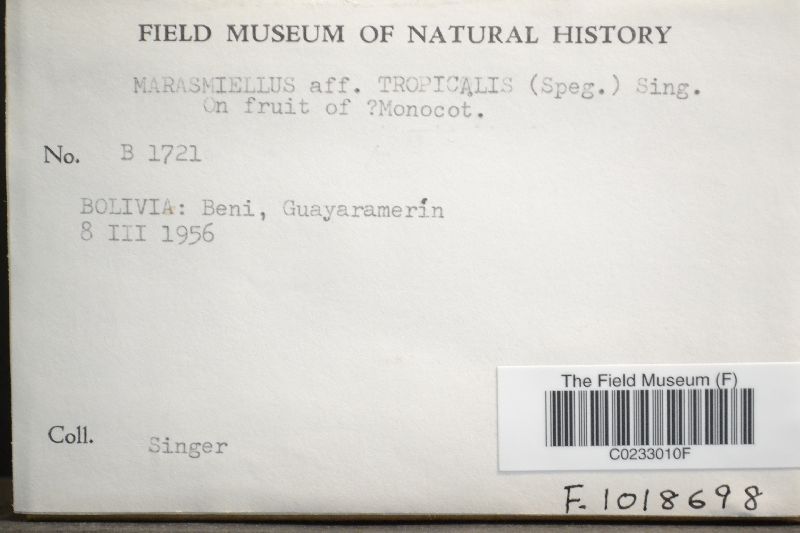 FIELD MUSEUM OF NATURAL HISTORY
MARASMIELLUS aff. TROPICALIS (Speg.) Sing.
On fruit of ?Monocot.
No. B 1721
BOLIVIA: Beni, Guayaramerín
8 III 1956
Coll. Singer
The Field Museum (F)
C0233010F
F-1018698